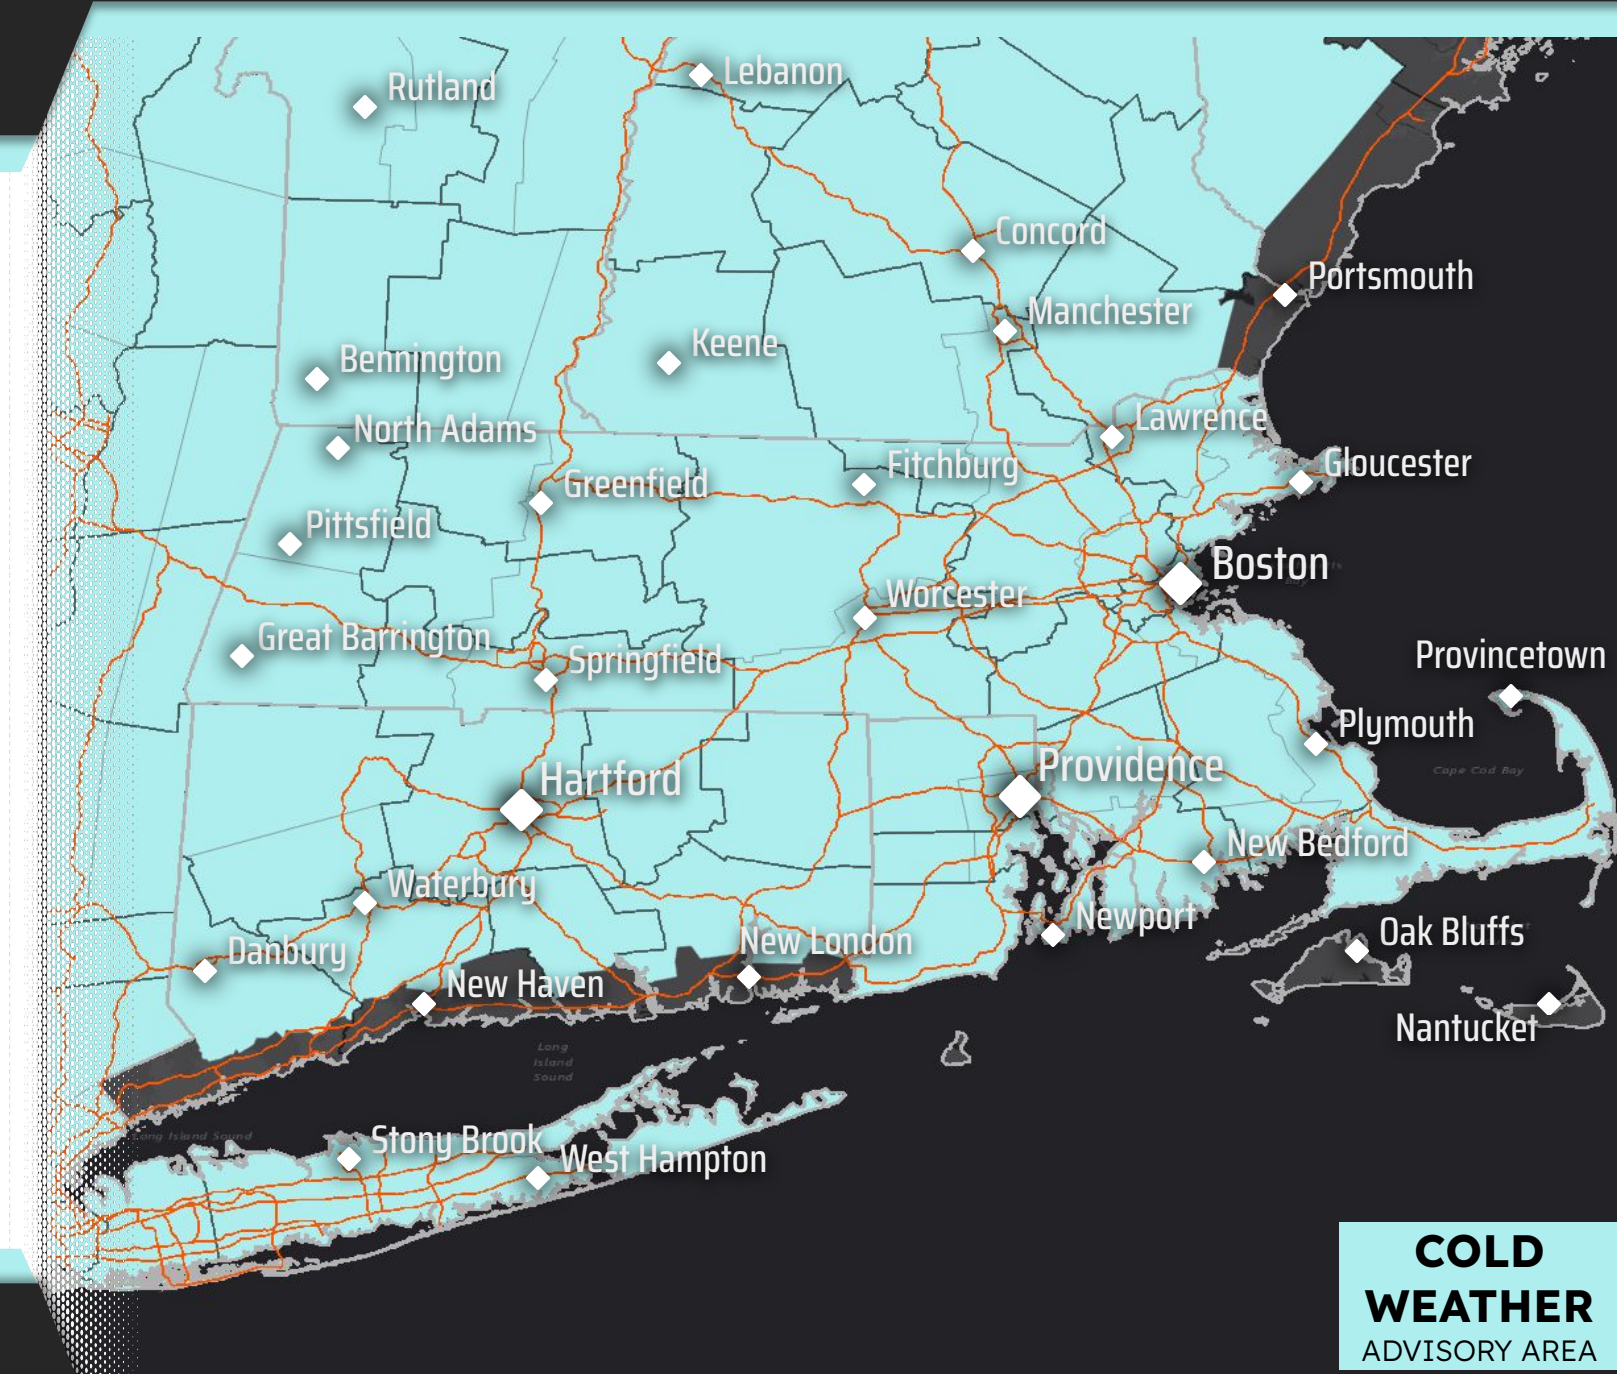 Lebanon
Rutland
Concord
Portsmouth
Manchester
Keene
Bennington
Lawrence
North Adams
Gloucester
Fitchburg
Greenfield
Pittsfield
Boston
Worcester
Great Barrington
Provincetown
Springfield
Plymouth
Cape Cod Bay
Providence
Hartford
New Bedford
Waterbury
Newport
Oak Bluffs
New London
Danbury
New Haven
Nantucket
Long
Island
Sound
Long Island Sound
Stony Brook
West Hampton
COLD
WEATHER
ADVISORY AREA